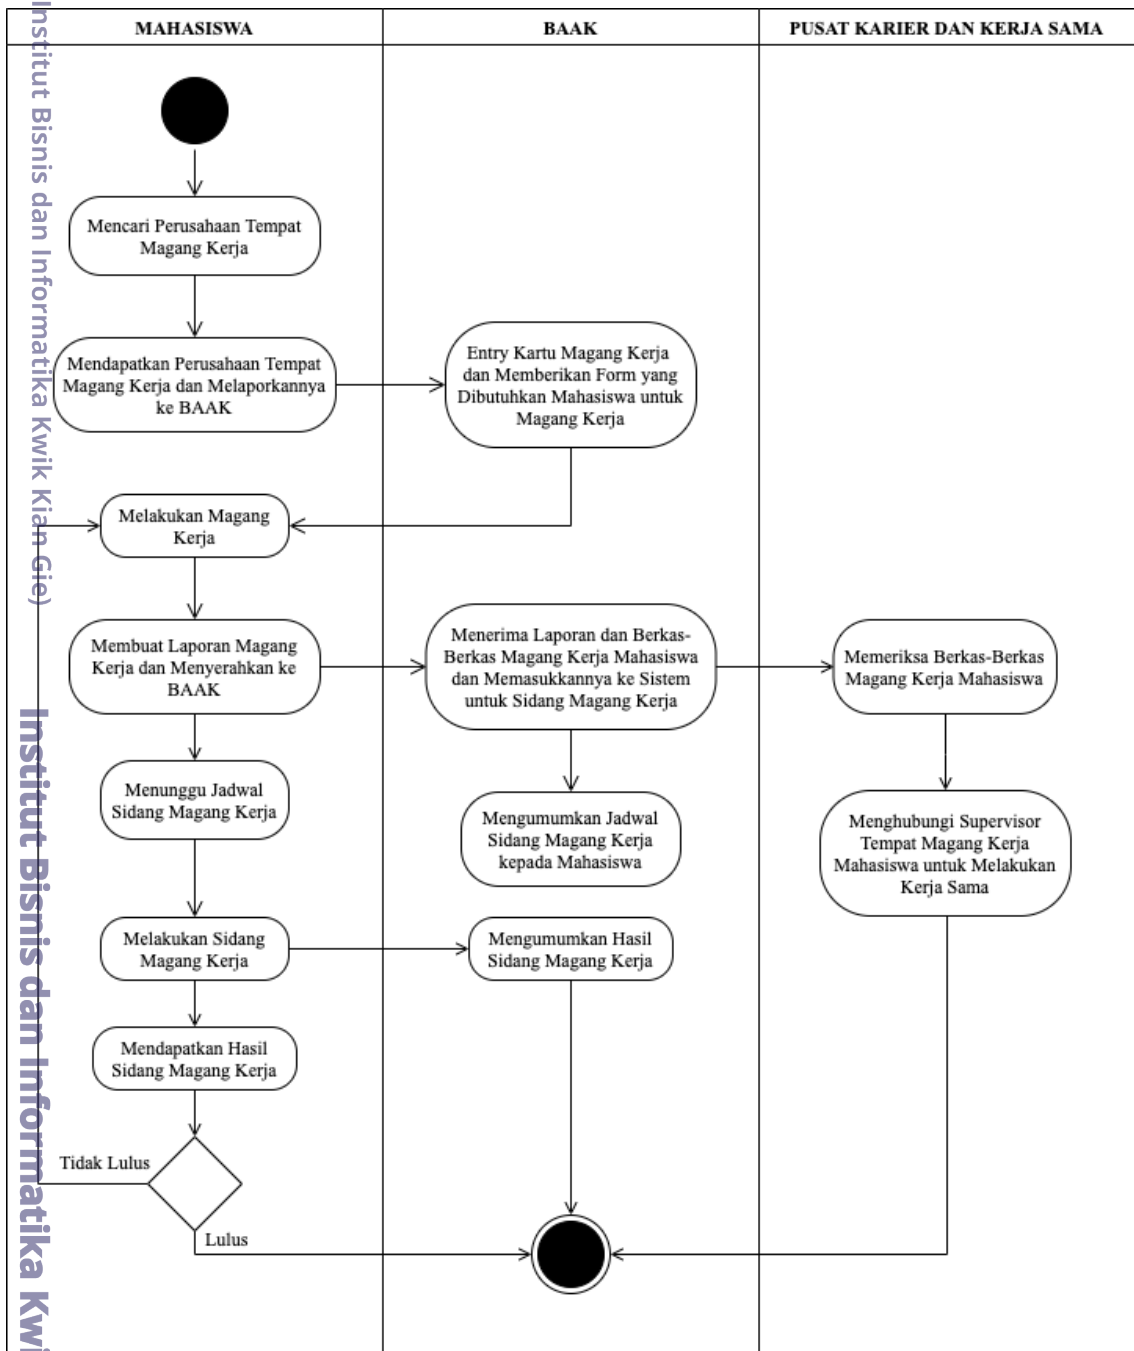 MAHASISWA
BAAK
PUSAT KARIER DAN KERJA SAMA
Mencari Perusahaan Tempat
Magang Kerja
Mendapatkan Perusahaan Tempat
Magang Kerja dan Melaporkannya
ke BAAK
Entry Kartu Magang Kerja
dan Memberikan Form yang
Dibutuhkan Mahasiswa untuk
Magang Kerja
Melakukan Magang
Kerja
Membuat Laporan Magang
Kerja dan Menyerahkan ke
BAAK
Menerima Laporan dan Berkas-
Berkas Magang Kerja Mahasiswa
dan Memasukkannya ke Sistem
untuk Sidang Magang Kerja
Memeriksa Berkas-Berkas
Magang Kerja Mahasiswa
Menunggu Jadwal
Sidang Magang Kerja
Mengumumkan Jadwal
Sidang Magang Kerja
kepada Mahasiswa
Menghubungi Supervisor
Tempat Magang Kerja
Mahasiswa untuk Melakukan
Kerja Sama
Melakukan Sidang
Magang Kerja
Mengumumkan Hasil
Sidang Magang Kerja
Mendapatkan Hasil
Sidang Magang Kerja
Tidak Lulus
Lulus
Institut Bisnis dan Informatika Kwik Kian Gie)
Institut Bisnis dan Informatika Kwi